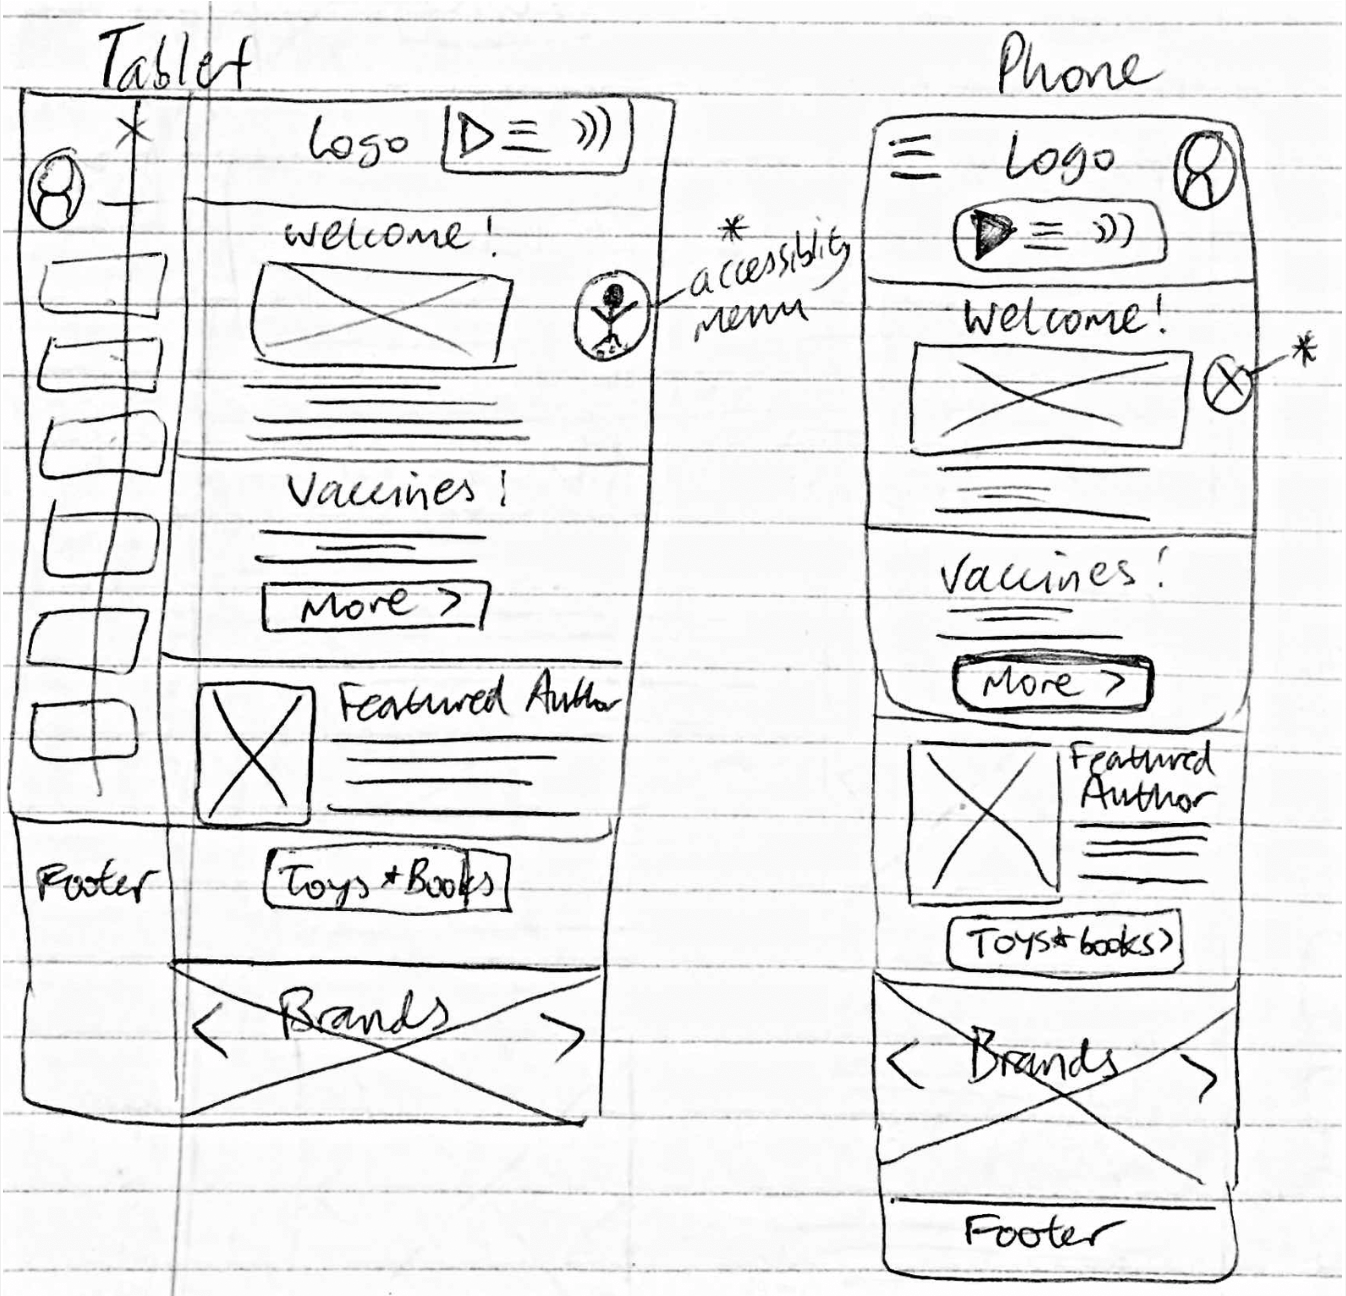 Tablet
Logo
Welcome!
* accessiblity
menu
Vaccines!
More >
Featured Author
Footer
Toys + Books
< Brands >
Phone
Logo
Welcome!
*
Vaccines!
More >
Featured
Author
Toys + books>
< Brands >
Footer